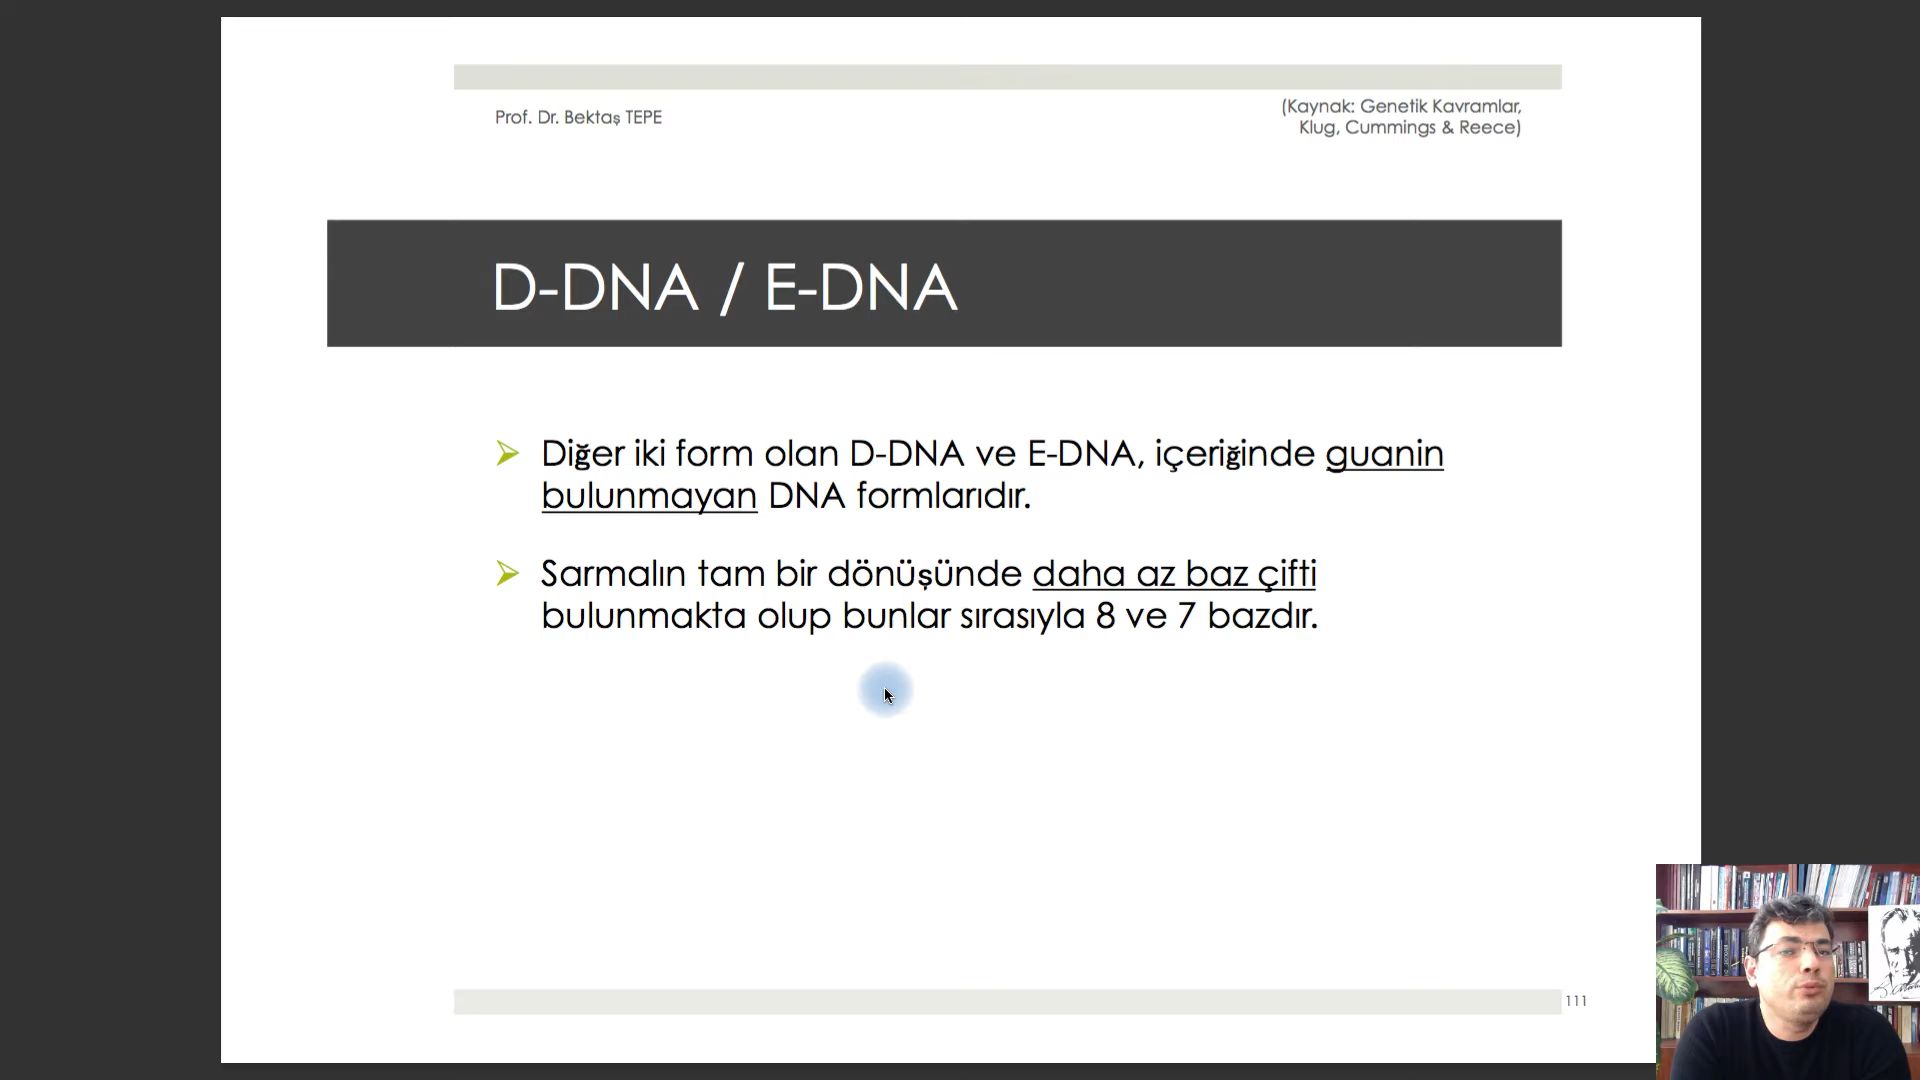 Prof. Dr. Bektaş TEPE
(Kaynak: Genetik Kavramlar,
Klug, Cummings & Reece)
D-DNA / E-DNA
Diğer iki form olan D-DNA ve E-DNA, içeriğinde guanin
bulunmayan DNA formlarıdır.
Sarmalın tam bir dönüşünde daha az baz çifti
bulunmakta olup bunlar sırasıyla 8 ve 7 bazdır.
111